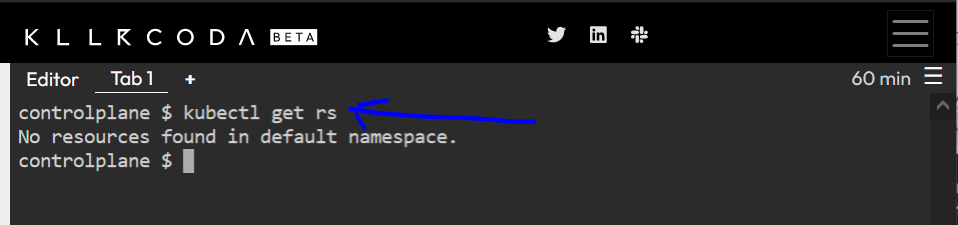 KILLERCODA BETA
Editor Tab 1 + 60 min
controlplane $ kubectl get rs
No resources found in default namespace.
controlplane $